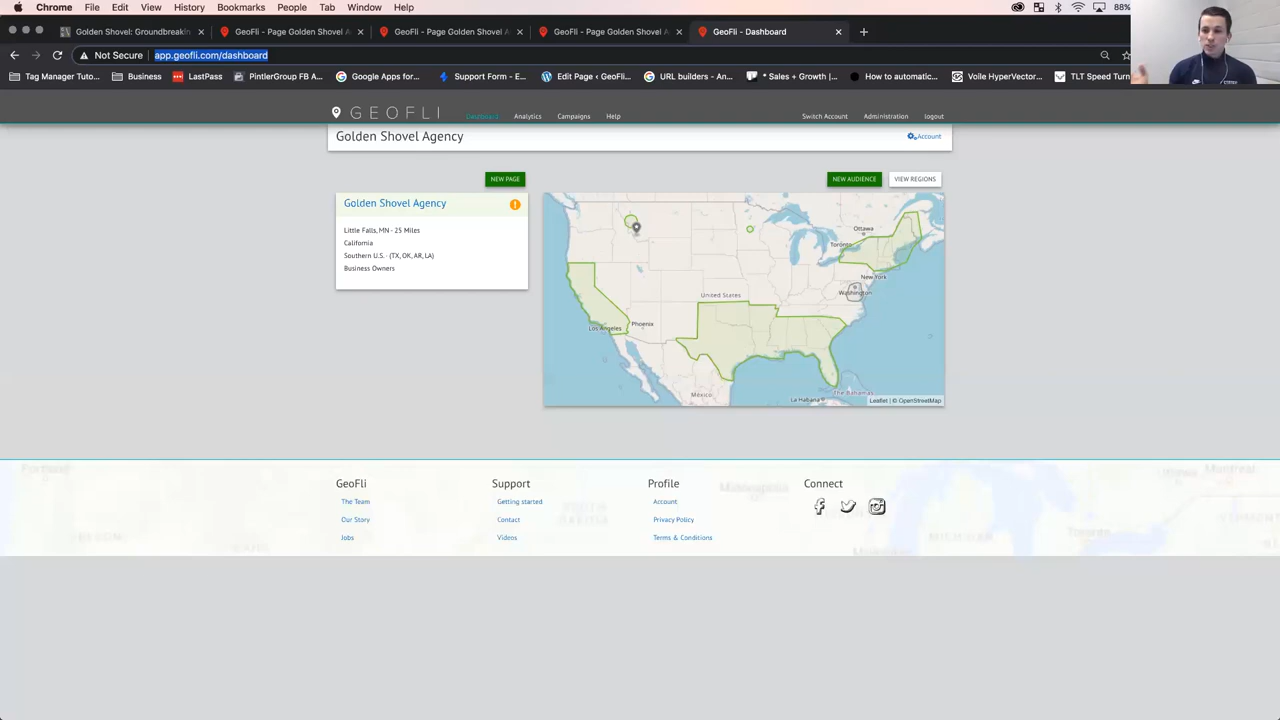 Chrome File Edit View History Bookmarks People Tab Window Help 88%
Golden Shovel: Groundbreakin
GeoFli - Page Golden Shovel A
GeoFli - Page Golden Shovel A
GeoFli - Page Golden Shovel A
GeoFli - Dashboard
Not Secure app.geofli.com/dashboard
Tag Manager Tuto... Business LastPass PintlerGroup FB A... Google Apps for... Support Form - E... Edit Page ‹ GeoFli... URL builders - An... * Sales + Growth |... How to automatic... Voile HyperVector... TLT Speed Turn
GEOFLI
Dashboard Analytics Campaigns Help Switch Account Administration logout
Golden Shovel Agency Account
NEW PAGE NEW AUDIENCE VIEW REGIONS
Golden Shovel Agency
Little Falls, MN - 25 Miles
California
Southern U.S. - (TX, OK, AR, LA)
Business Owners
Ottawa
Toronto
New York
Washington
United States
Phoenix
Los Angeles
México
The Bahamas
La Habana
Leaflet | © OpenStreetMap
GeoFli
The Team
Our Story
Jobs
Support
Getting started
Contact
Videos
Profile
Account
Privacy Policy
Terms & Conditions
Connect